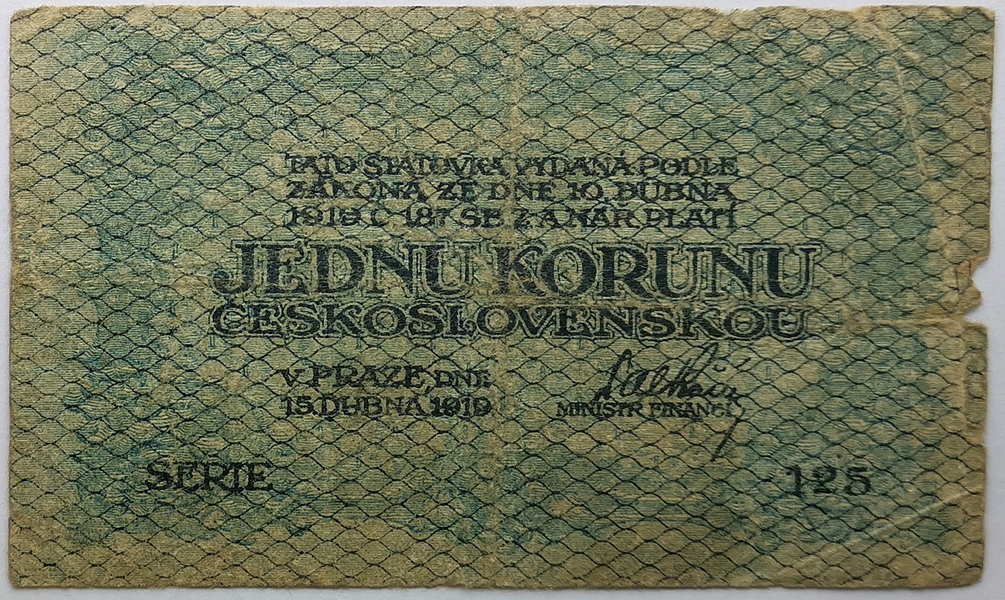 TATO STÁTOVKA VYDANÁ PODLE
ZÁKONA ZE DNE 10. DUBNA
1919 Č 187 SB. Z. A NAŘ. PLATÍ
JEDNU KORUNU
ČESKOSLOVENSKOU
V PRAZE, DNE
15. DUBNA 1919
MINISTR FINANCÍ
SERIE 125